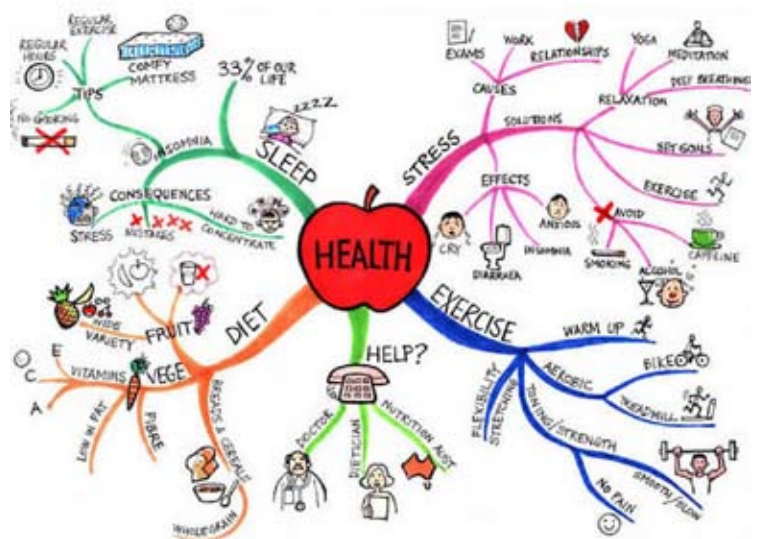 HEALTH
SLEEP
33% OF OUR
LIFE
ZZZZ
INSOMNIA
TIPS
REGULAR
EXERCISE
REGULAR
HOURS
COMFY
MATTRESS
NO SMOKING
CONSEQUENCES
STRESS
MISTAKES
HARD TO
CONCENTRATE
STRESS
CAUSES
EXAMS
WORK
RELATIONSHIPS
SOLUTIONS
RELAXATION
YOGA
MEDITATION
DEEP BREATHING
SET GOALS
EXERCISE
AVOID
SMOKING
ALCOHOL
CAFFEINE
EFFECTS
CRY
DIARRHEA
INSOMNIA
ANXIOUS
DIET
FRUIT
WIDE
VARIETY
VEGE
VITAMINS
E
C
A
LOW IN FAT
FIBRE
BREADS & CEREALS
WHOLEGRAIN
HELP?
DOCTOR
DIETICIAN
NUTRITION AUST
EXERCISE
WARM UP
AEROBIC
BIKE
TREADMILL
TONING/STRENGTH
SMOOTH/SLOW
NO PAIN
FLEXIBILITY
STRETCHING